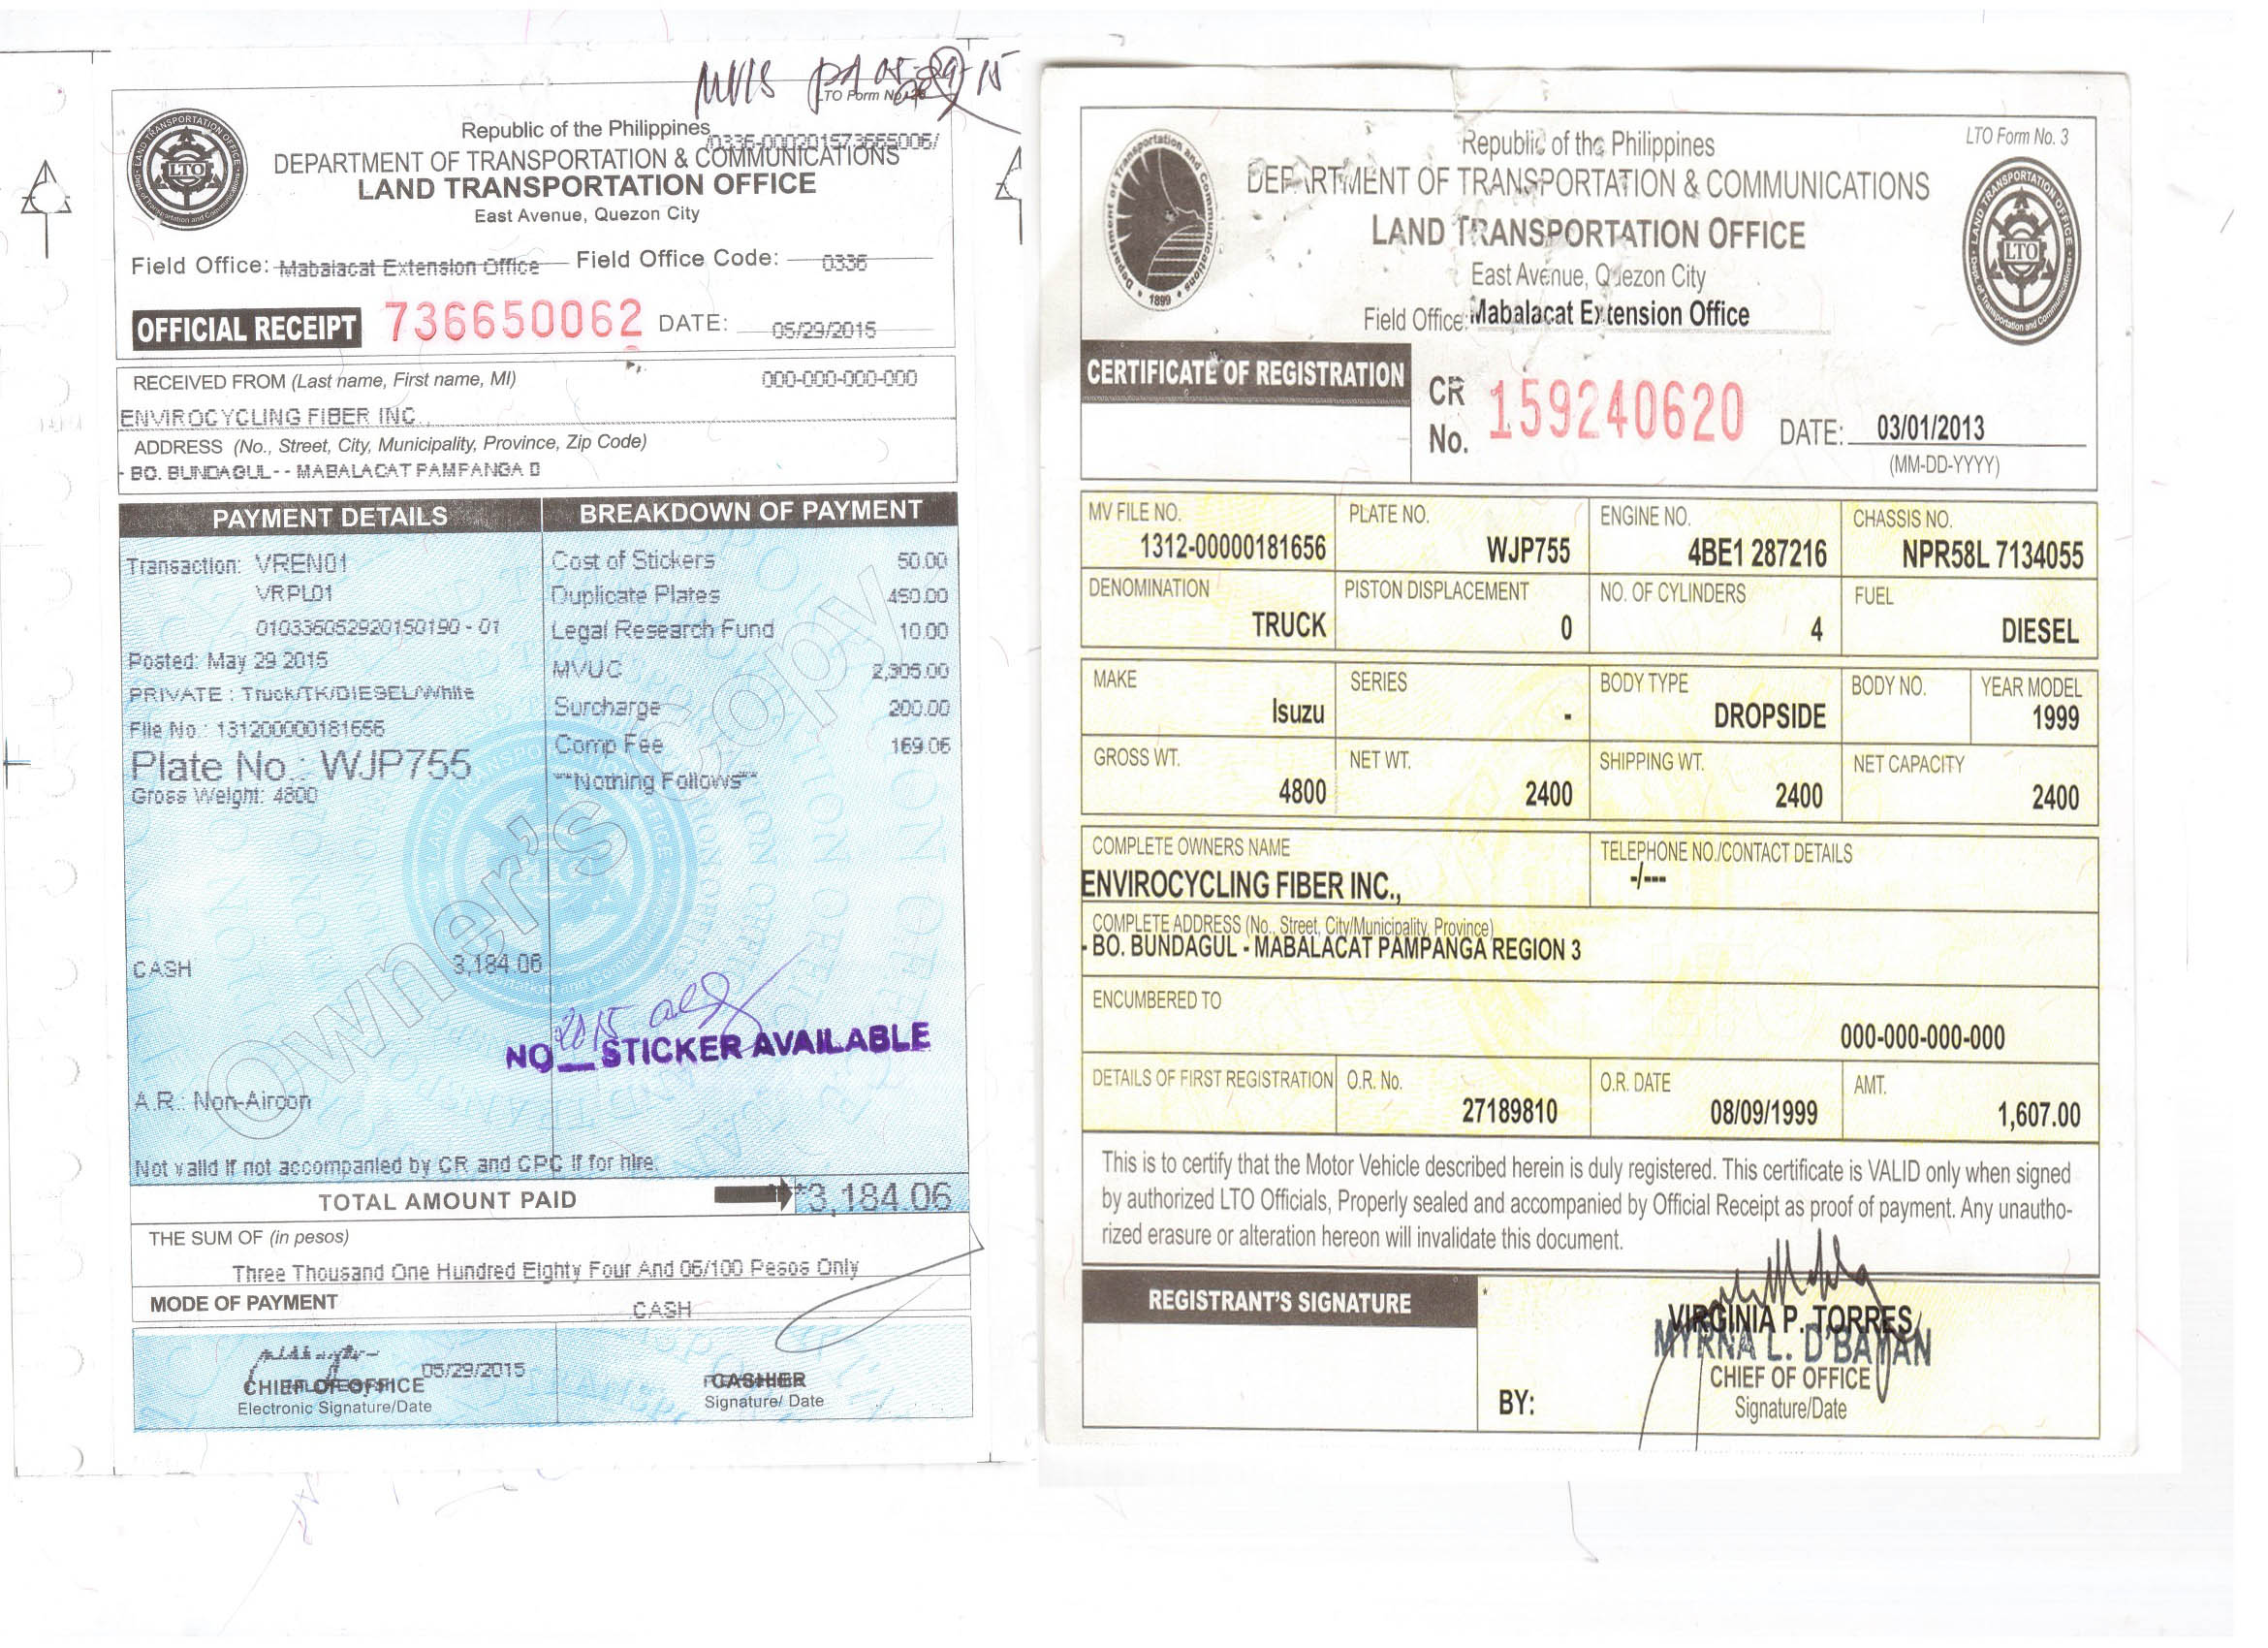 MVIS
LTO Form No.
Republic of the Philippines
DEPARTMENT OF TRANSPORTATION & COMMUNICATIONS
LAND TRANSPORTATION OFFICE
East Avenue, Quezon City
Field Office: Mabalacat Extension Office Field Office Code: 0336
OFFICIAL RECEIPT 736650062 DATE: 05/29/2015
RECEIVED FROM (Last name, First name, MI) 000-000-000-000
ENVIROCYCLING FIBER INC.,
ADDRESS (No., Street, City, Municipality, Province, Zip Code)
- BO. BUNDAGUL - - MABALACAT PAMPANGA 0
PAYMENT DETAILS BREAKDOWN OF PAYMENT
Transaction: VREN01 Cost of Stickers 50.00
VRPL01 Duplicate Plates 450.00
010336052920150190 - 01 Legal Research Fund 10.00
Posted: May 29 2015 MVUC 2,305.00
PRIVATE : Truck/TK/DIESEL/White Surcharge 200.00
File No.: 131200000181656 Comp Fee 169.06
Plate No.: WJP755 **Nothing Follows**
Gross Weight: 4800
Owner's Copy
CASH 3,184.06
2015
NO STICKER AVAILABLE
A.R.: Non-Aircon
Not valid if not accompanied by CR and CPC if for hire.
TOTAL AMOUNT PAID 3,184.06
THE SUM OF (in pesos)
Three Thousand One Hundred Eighty Four And 06/100 Pesos Only
MODE OF PAYMENT CASH
05/29/2015
CHIEF OF OFFICE CASHIER
Electronic Signature/Date Signature/ Date
LTO Form No. 3
Republic of the Philippines
DEPARTMENT OF TRANSPORTATION & COMMUNICATIONS
LAND TRANSPORTATION OFFICE
East Avenue, Quezon City
Field Office: Mabalacat Extension Office
Department of Transportation and Communications
1899
LAND TRANSPORTATION OFFICE
LTO
CERTIFICATE OF REGISTRATION CR No. 159240620 DATE: 03/01/2013
(MM-DD-YYYY)
MV FILE NO. PLATE NO. ENGINE NO. CHASSIS NO.
1312-00000181656 WJP755 4BE1 287216 NPR58L 7134055
DENOMINATION PISTON DISPLACEMENT NO. OF CYLINDERS FUEL
TRUCK 0 4 DIESEL
MAKE SERIES BODY TYPE BODY NO. YEAR MODEL
Isuzu - DROPSIDE 1999
GROSS WT. NET WT. SHIPPING WT. NET CAPACITY
4800 2400 2400 2400
COMPLETE OWNERS NAME TELEPHONE NO./CONTACT DETAILS
ENVIROCYCLING FIBER INC., -/---
COMPLETE ADDRESS (No., Street, City/Municipality, Province)
- BO. BUNDAGUL - MABALACAT PAMPANGA REGION 3
ENCUMBERED TO
000-000-000-000
DETAILS OF FIRST REGISTRATION O.R. No. O.R. DATE AMT.
27189810 08/09/1999 1,607.00
This is to certify that the Motor Vehicle described herein is duly registered. This certificate is VALID only when signed
by authorized LTO Officials, Properly sealed and accompanied by Official Receipt as proof of payment. Any unautho-
rized erasure or alteration hereon will invalidate this document.
REGISTRANT'S SIGNATURE
VIRGINIA P. TORRES
MYRNA L. D'BATAN
CHIEF OF OFFICE
BY: Signature/Date